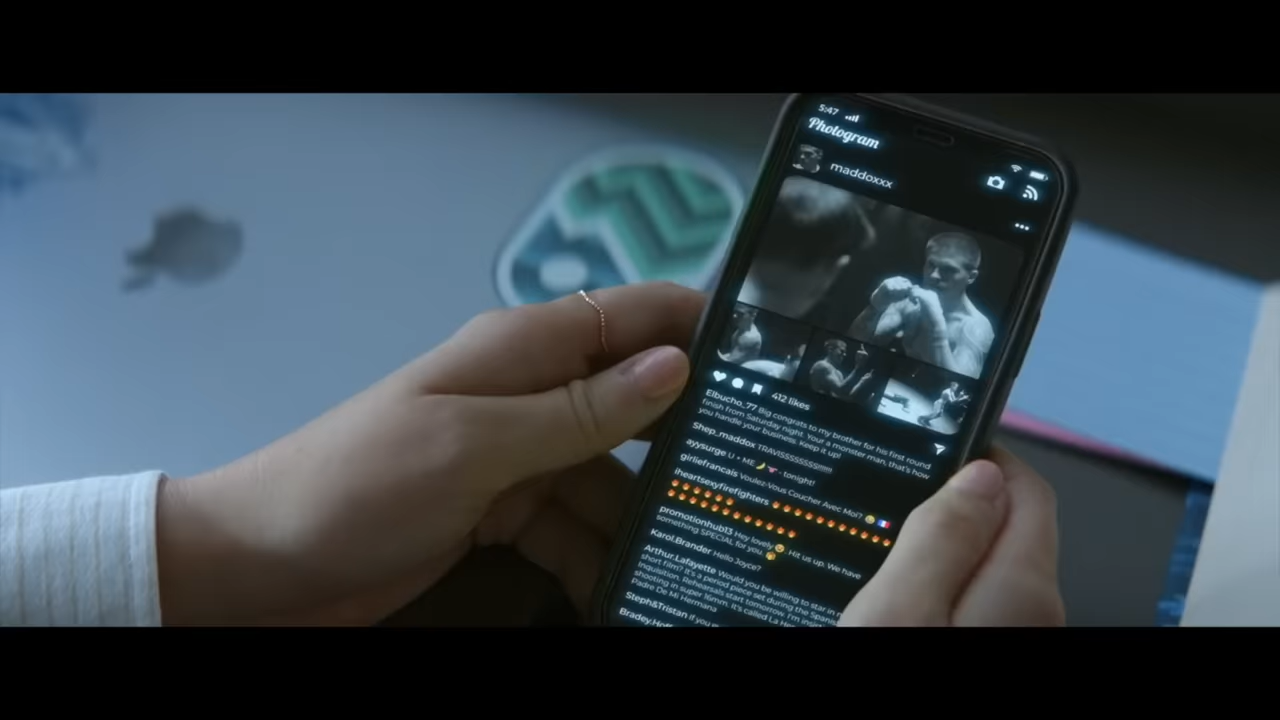 5:47
Photogram
maddoxxx
412 likes
Elbucho_77 Big congrats to my brother for his first round
finish from Saturday night. Your a monster man, that's how
you handle your business. Keep it up!
Shep_maddox
ayysurge U + ME 🌶️ 👅 - tonight!
girliefrancais Voulez-Vous Coucher Avec Moi? 😉 🇫🇷
iheartsexyfirefighters 🔥🔥🔥🔥🔥🔥🔥🔥🔥🔥
promotionhub13 Hey lovely 😍. Hit us up. We have
something SPECIAL for you
Karol.Brander Hello Joyce?
Arthur.Lafayette Would you be willing to star in
short film? It's a period piece set during the
Inquisition. Rehearsals start tomorrow. I'm
shooting in super 16mm. It's called La
Padre De Mi Hermana
Steph&Tristan If you